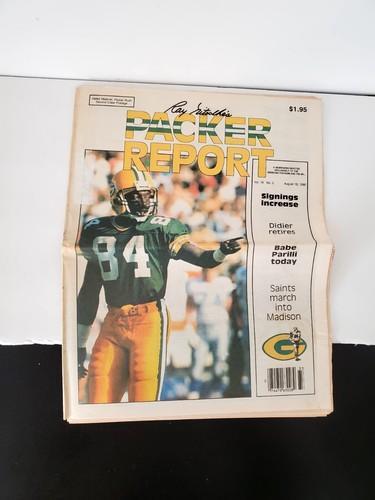 Ray Nitschke's
$1.95
PACKER
REPORT
Signings
increase
Didier
retires
Babe
Parilli
today
Saints
march
into
Madison
84
G